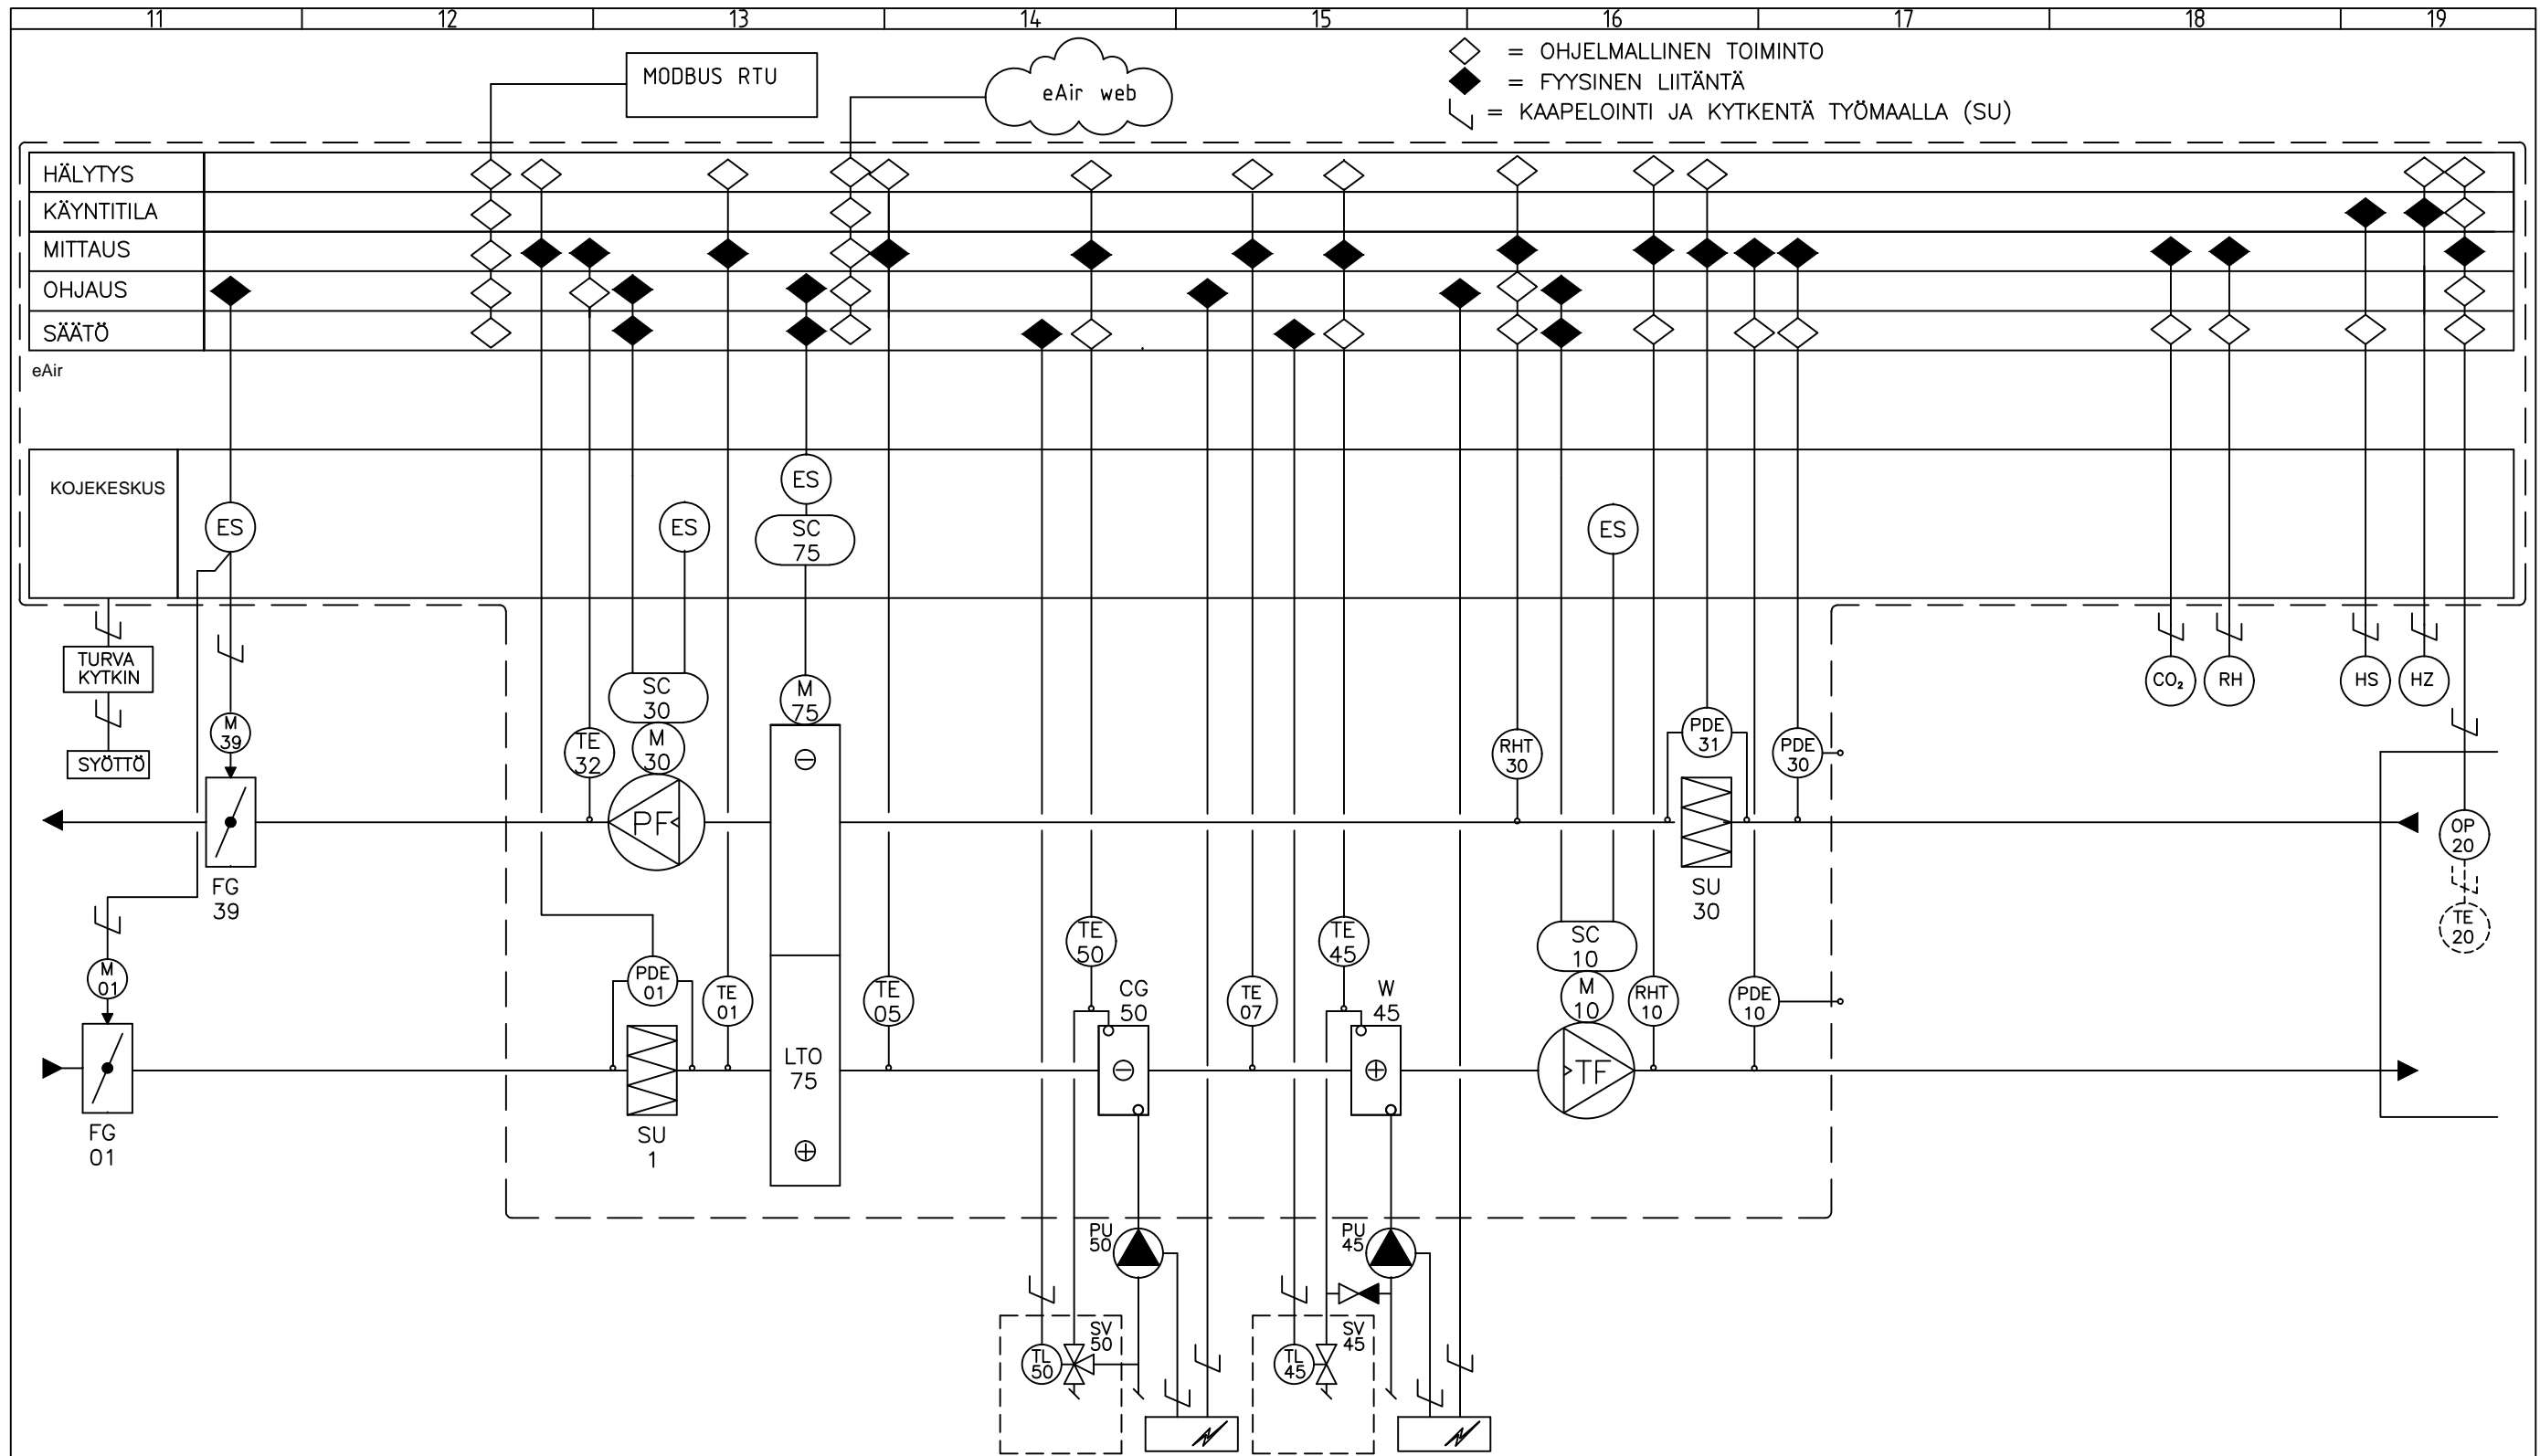 11 12 13 14 15 16 17 18 19
MODBUS RTU
eAir web
= OHJELMALLINEN TOIMINTO
= FYYSINEN LIITÄNTÄ
= KAAPELOINTI JA KYTKENTÄ TYÖMAALLA (SU)
HÄLYTYS
KÄYNTITILA
MITTAUS
OHJAUS
SÄÄTÖ
eAir
KOJEKESKUS
ES
ES
ES
SC
75
ES
TURVA
KYTKIN
SYÖTTÖ
M
39
FG
39
M
01
FG
01
TE
32
SC
30
M
30
PF
M
75
PDE
01
SU
1
TE
01
LTO
75
TE
05
TE
50
CG
50
TE
07
TE
45
W
45
RHT
30
SC
10
M
10
TF
RHT
10
PDE
31
SU
30
PDE
30
PDE
10
CO₂
RH
HS
HZ
OP
20
TE
20
PU
50
SV
50
TL
50
PU
45
SV
45
TL
45